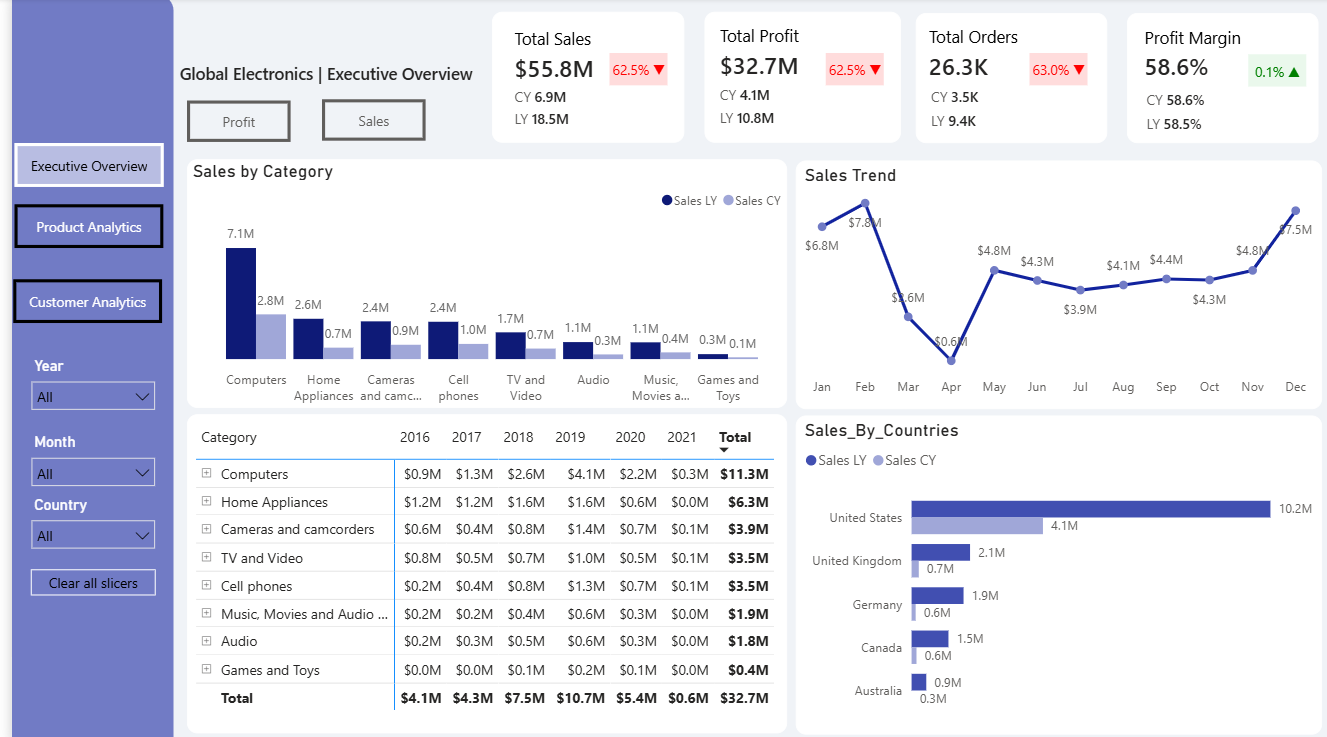 Global Electronics | Executive Overview
Profit
Sales
Total Sales
$55.8M
62.5% ▼
CY 6.9M
LY 18.5M
Total Profit
$32.7M
62.5% ▼
CY 4.1M
LY 10.8M
Total Orders
26.3K
63.0% ▼
CY 3.5K
LY 9.4K
Profit Margin
58.6%
0.1% ▲
CY 58.6%
LY 58.5%
Executive Overview
Product Analytics
Customer Analytics
Year
All
Month
All
Country
All
Clear all slicers
Sales by Category
Sales LY Sales CY
7.1M
2.8M
2.6M
0.7M
2.4M
0.9M
2.4M
1.0M
1.7M
0.7M
1.1M
0.3M
1.1M
0.4M
0.3M
0.1M
Computers
Home
Appliances
Cameras
and camc...
Cell
phones
TV and
Video
Audio
Music,
Movies a...
Games and
Toys
Sales Trend
$6.8M
$7.8M
$2.6M
$0.6M
$4.8M
$4.3M
$3.9M
$4.1M
$4.4M
$4.3M
$4.8M
$7.5M
Jan Feb Mar Apr May Jun Jul Aug Sep Oct Nov Dec
Category 2016 2017 2018 2019 2020 2021 Total
Computers $0.9M $1.3M $2.6M $4.1M $2.2M $0.3M $11.3M
Home Appliances $1.2M $1.2M $1.6M $1.6M $0.6M $0.0M $6.3M
Cameras and camcorders $0.6M $0.4M $0.8M $1.4M $0.7M $0.1M $3.9M
TV and Video $0.8M $0.5M $0.7M $1.0M $0.5M $0.1M $3.5M
Cell phones $0.2M $0.4M $0.8M $1.3M $0.7M $0.1M $3.5M
Music, Movies and Audio ... $0.2M $0.2M $0.4M $0.6M $0.3M $0.0M $1.9M
Audio $0.2M $0.3M $0.5M $0.6M $0.3M $0.0M $1.8M
Games and Toys $0.0M $0.0M $0.1M $0.2M $0.1M $0.0M $0.4M
Total $4.1M $4.3M $7.5M $10.7M $5.4M $0.6M $32.7M
Sales_By_Countries
Sales LY Sales CY
United States
10.2M
4.1M
United Kingdom
2.1M
0.7M
Germany
1.9M
0.6M
Canada
1.5M
0.6M
Australia
0.9M
0.3M